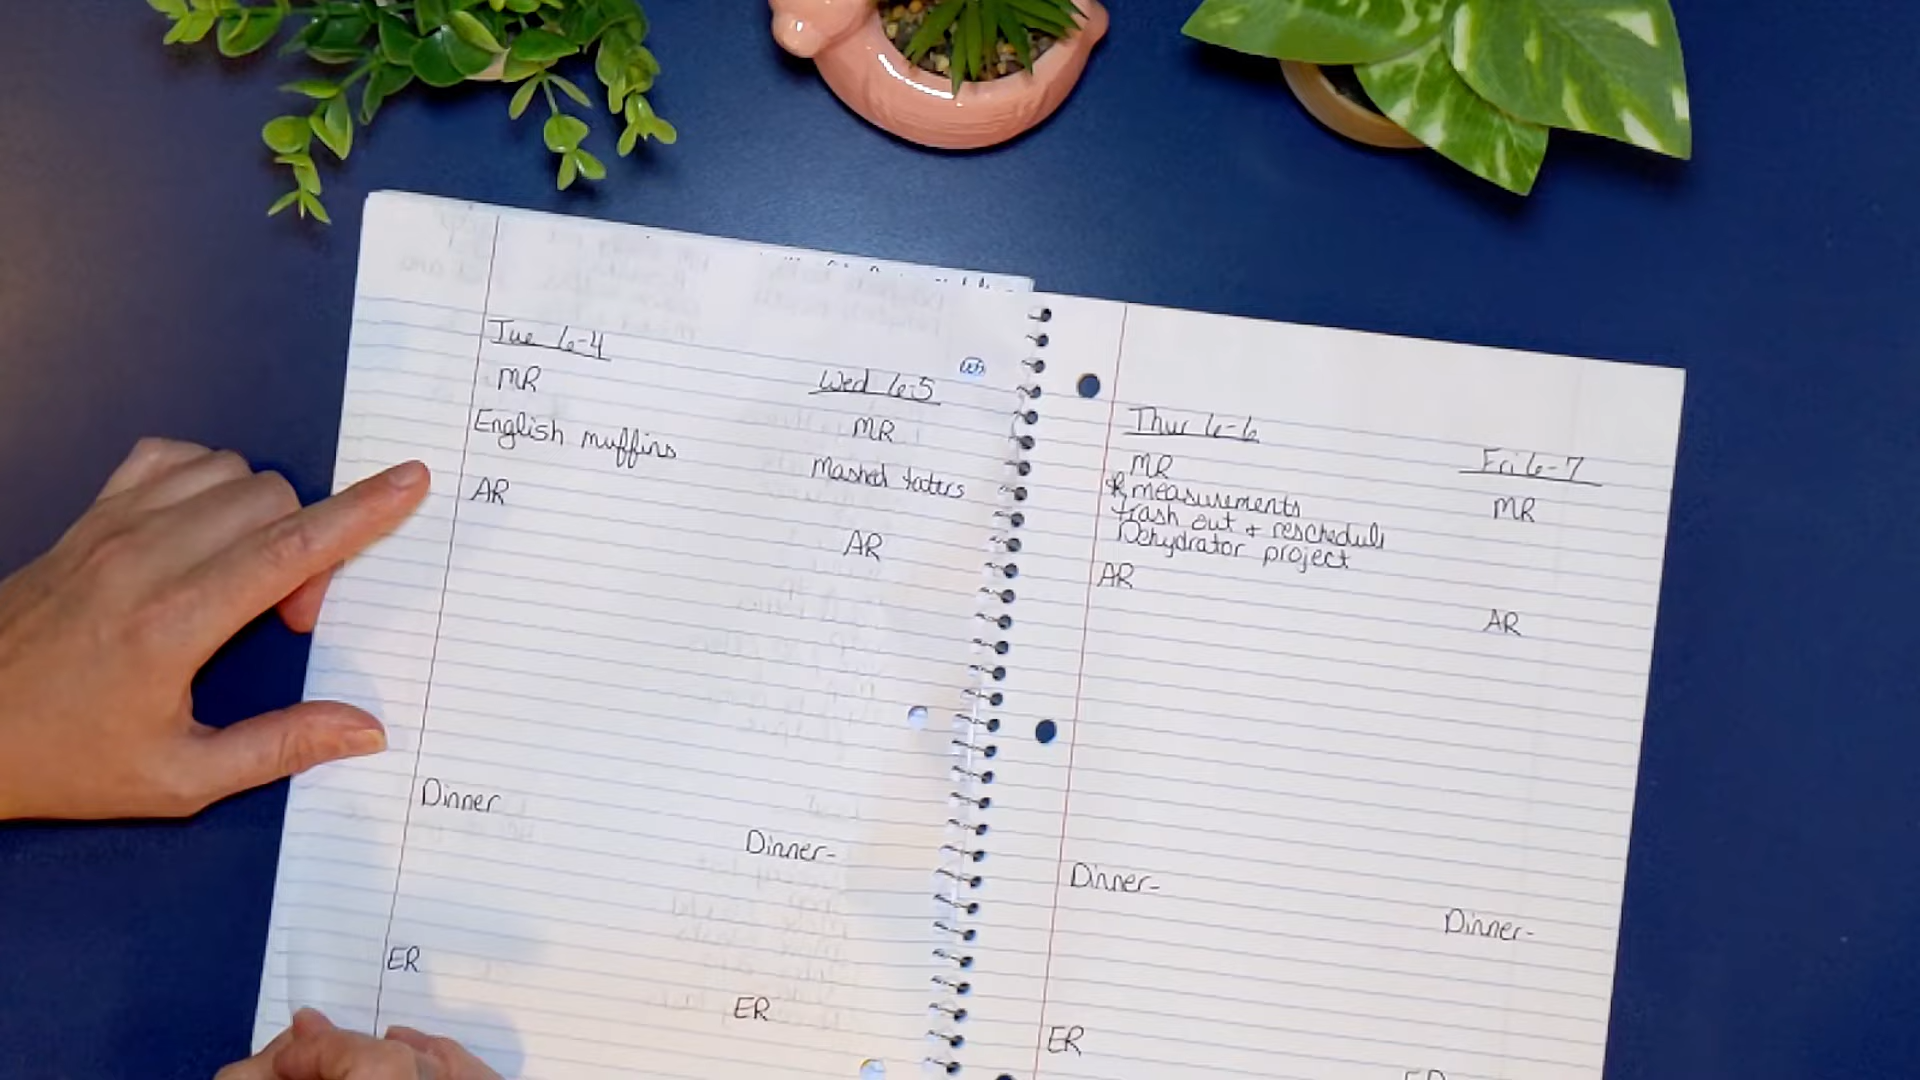 Tue 6-4
MR
English muffins
AR
Dinner
ER
Wed 6-5
MR
Mashed taters
AR
Dinner-
ER
Thur 6-6
MR
measurements
trash out + reschedule
Dehydrator project
AR
Dinner-
ER
Fri 6-7
MR
AR
Dinner-
ER